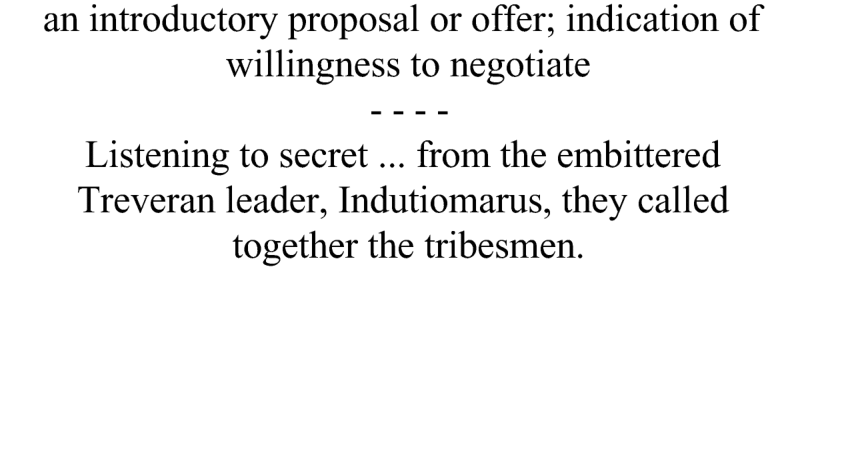 an introductory proposal or offer; indication of
willingness to negotiate
- - - -
Listening to secret ... from the embittered
Treveran leader, Indutiomarus, they called
together the tribesmen.